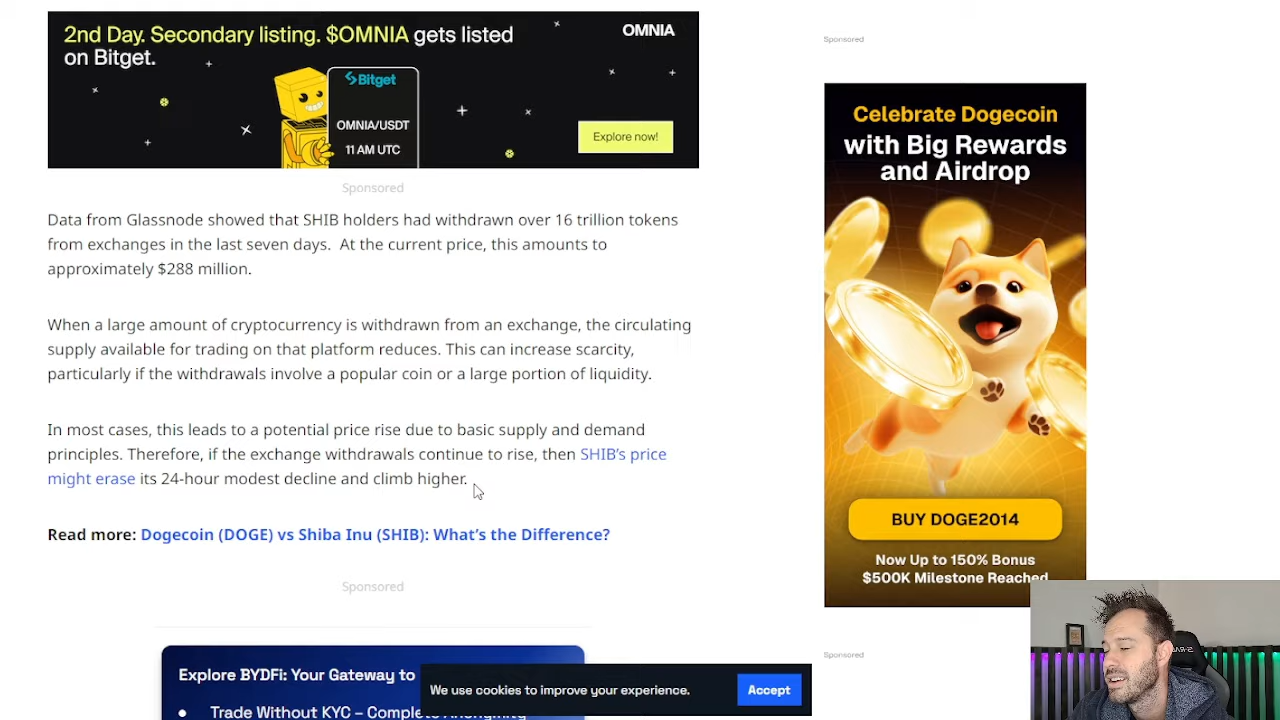 2nd Day. Secondary listing. $OMNIA gets listed
on Bitget.
OMNIA
Bitget
OMNIA/USDT
11 AM UTC
Explore now!
Sponsored
Data from Glassnode showed that SHIB holders had withdrawn over 16 trillion tokens
from exchanges in the last seven days. At the current price, this amounts to
approximately $288 million.
When a large amount of cryptocurrency is withdrawn from an exchange, the circulating
supply available for trading on that platform reduces. This can increase scarcity,
particularly if the withdrawals involve a popular coin or a large portion of liquidity.
In most cases, this leads to a potential price rise due to basic supply and demand
principles. Therefore, if the exchange withdrawals continue to rise, then SHIB's price
might erase its 24-hour modest decline and climb higher.
Read more: Dogecoin (DOGE) vs Shiba Inu (SHIB): What's the Difference?
Sponsored
Explore BYDFi: Your Gateway to
• Trade Without KYC – Complete Anonymity
We use cookies to improve your experience.
Accept
Sponsored
Celebrate Dogecoin
with Big Rewards
and Airdrop
BUY DOGE2014
Now Up to 150% Bonus
$500K Milestone Reached
Sponsored